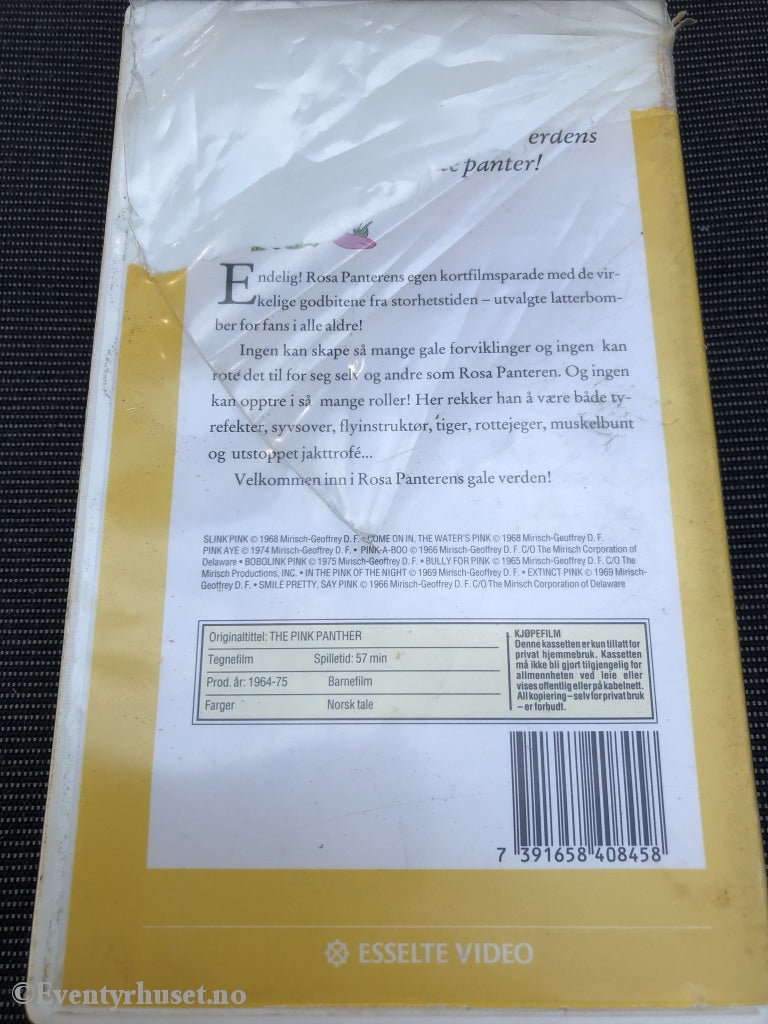 erdens
panter!
Endelig! Rosa Panterens egen kortfilmsparade med de vir-
kelige godbitene fra storhetstiden – utvalgte latterbom-
ber for fans i alle aldre!
Ingen kan skape så mange gale forviklinger og ingen kan
rote det til for seg selv og andre som Rosa Panteren. Og ingen
kan opptre i så mange roller! Her rekker han å være både ty-
refekter, syvsover, flyinstruktør, tiger, rottejeger, muskelbunt
og utstoppet jakttrofé...
Velkommen inn i Rosa Panterens gale verden!
SLINK PINK © 1968 Mirisch-Geoffrey D. F. • COME ON IN, THE WATER'S PINK © 1968 Mirisch-Geoffrey D. F.
PINK AYE © 1974 Mirisch-Geoffrey D. F. • PINK-A-BOO © 1966 Mirisch-Geoffrey D. F. C/O The Mirisch Corporation of
Delaware • BOBOLINK PINK © 1975 Mirisch-Geoffrey D. F. • BULLY FOR PINK © 1965 Mirisch-Geoffrey D. F. C/O The
Mirisch Productions, INC. • IN THE PINK OF THE NIGHT © 1969 Mirisch-Geoffrey D. F. • EXTINCT PINK © 1969 Mirisch-
Geoffrey D. F. • SMILE PRETTY, SAY PINK © 1966 Mirisch-Geoffrey D. F. C/O The Mirisch Corporation of Delaware
Originaltittel: THE PINK PANTHER
Tegnefilm Spilletid: 57 min
Prod. år: 1964-75 Barnefilm
Farger Norsk tale
KJØPEFILM
Denne kassetten er kun tillatt for
privat hjemmebruk. Kassetten
må ikke bli gjort tilgjengelig for
allmennheten ved leie eller
vises offentlig eller på kabelnett.
All kopiering – selv for privat bruk
– er forbudt.
7 391658 408458
ESSELTE VIDEO
©Eventyrhuset.no